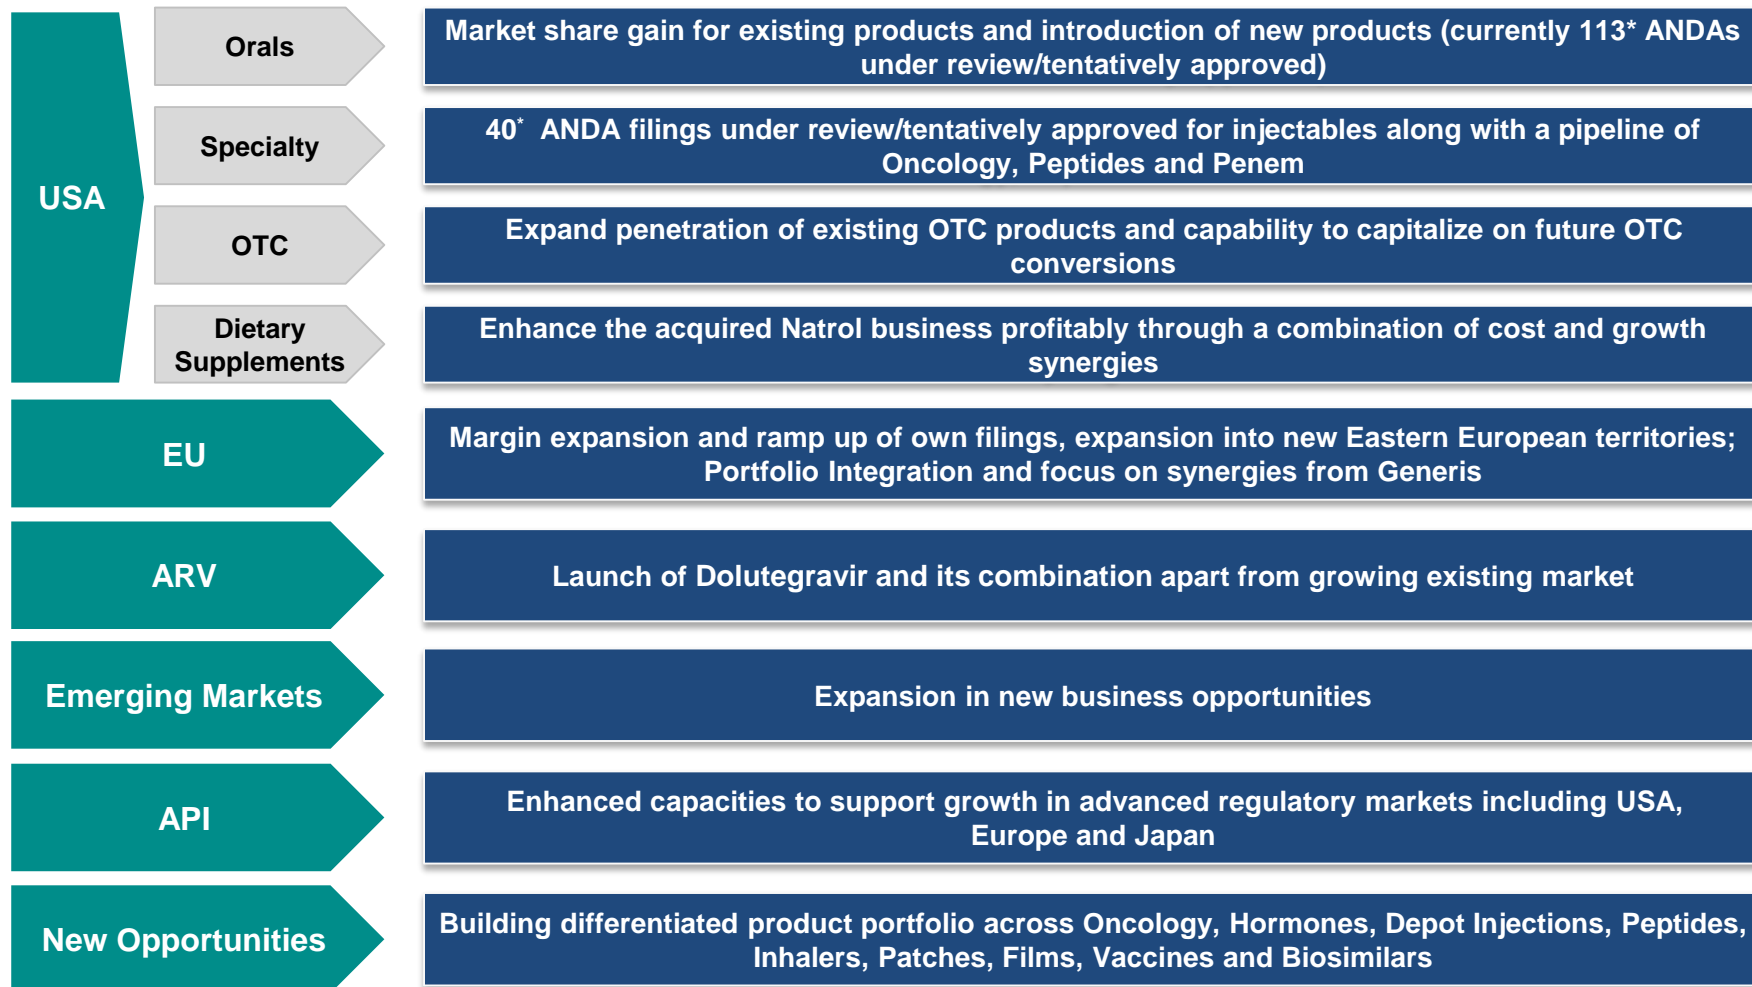 USA
Orals
Market share gain for existing products and introduction of new products (currently 113* ANDAs
under review/tentatively approved)
Specialty
40* ANDA filings under review/tentatively approved for injectables along with a pipeline of
Oncology, Peptides and Penem
OTC
Expand penetration of existing OTC products and capability to capitalize on future OTC
conversions
Dietary
Supplements
Enhance the acquired Natrol business profitably through a combination of cost and growth
synergies
EU
Margin expansion and ramp up of own filings, expansion into new Eastern European territories;
Portfolio Integration and focus on synergies from Generis
ARV
Launch of Dolutegravir and its combination apart from growing existing market
Emerging Markets
Expansion in new business opportunities
API
Enhanced capacities to support growth in advanced regulatory markets including USA,
Europe and Japan
New Opportunities
Building differentiated product portfolio across Oncology, Hormones, Depot Injections, Peptides,
Inhalers, Patches, Films, Vaccines and Biosimilars